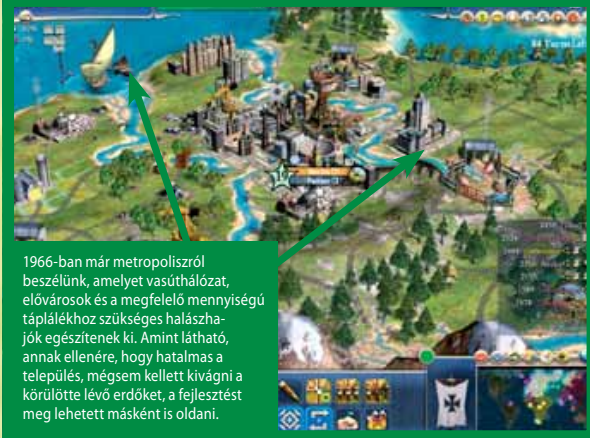 1966-ban már metropoliszról
beszélünk, amelyet vasúthálózat,
elővárosok és a megfelelő mennyiségű
táplálékhoz szükséges halászha-
jók egészítenek ki. Amint látható,
annak ellenére, hogy hatalmas a
település, mégsem kellett kivágni a
körülötte lévő erdőket, a fejlesztést
meg lehetett másként is oldani.